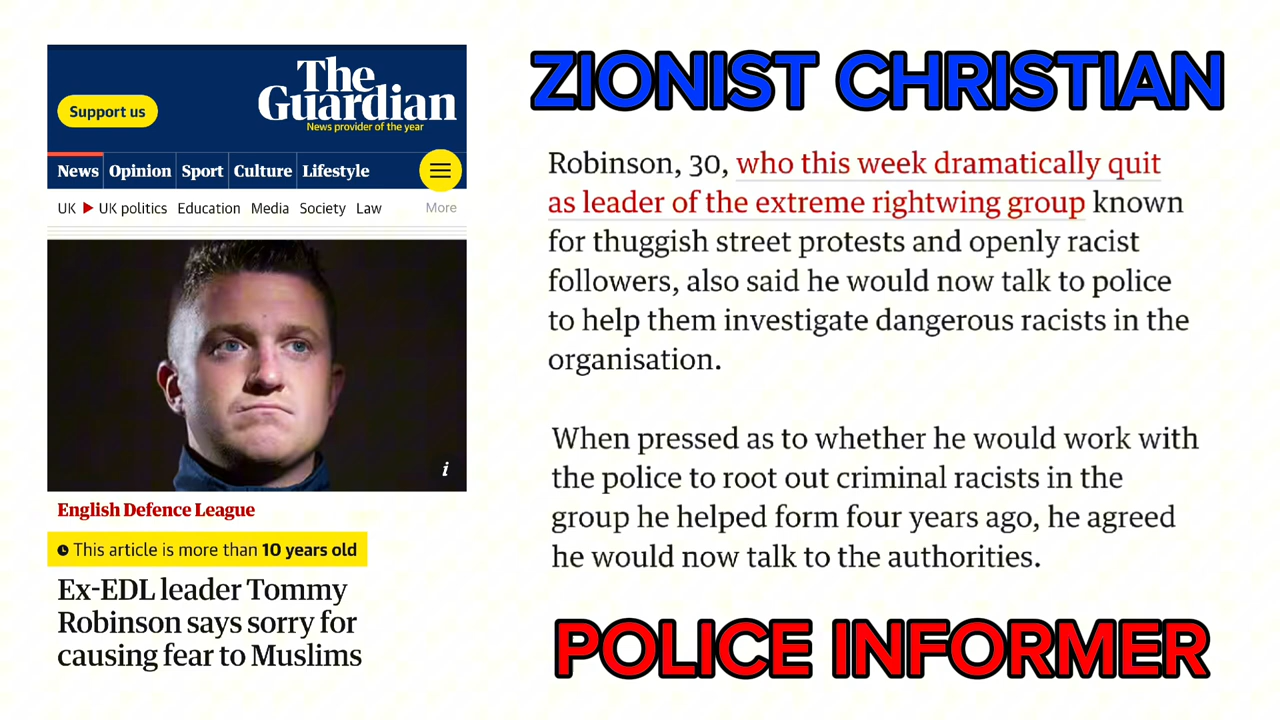 The
Guardian
News provider of the year
Support us
News Opinion Sport Culture Lifestyle
UK UK politics Education Media Society Law More
i
English Defence League
This article is more than 10 years old
Ex-EDL leader Tommy
Robinson says sorry for
causing fear to Muslims
ZIONIST CHRISTIAN
Robinson, 30, who this week dramatically quit
as leader of the extreme rightwing group known
for thuggish street protests and openly racist
followers, also said he would now talk to police
to help them investigate dangerous racists in the
organisation.
When pressed as to whether he would work with
the police to root out criminal racists in the
group he helped form four years ago, he agreed
he would now talk to the authorities.
POLICE INFORMER